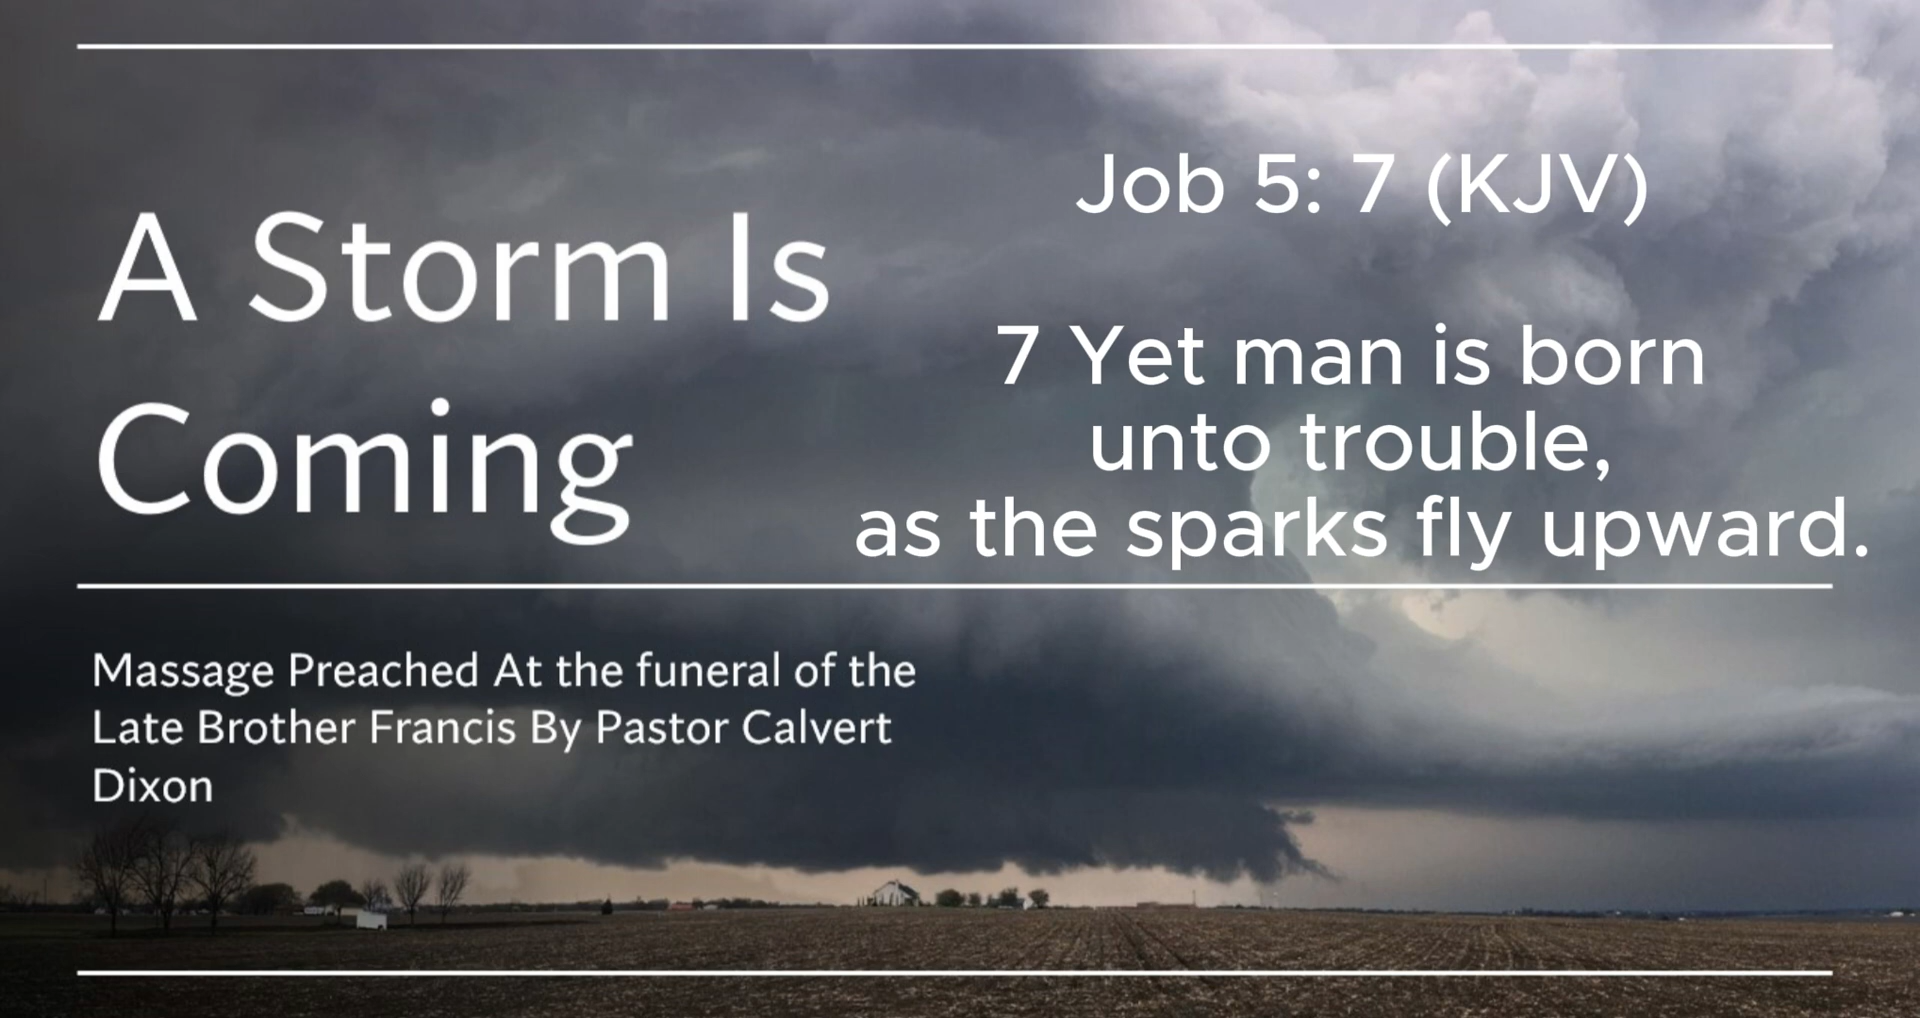 A Storm Is
Coming
Job 5: 7 (KJV)
7 Yet man is born
unto trouble,
as the sparks fly upward.
Massage Preached At the funeral of the
Late Brother Francis By Pastor Calvert
Dixon